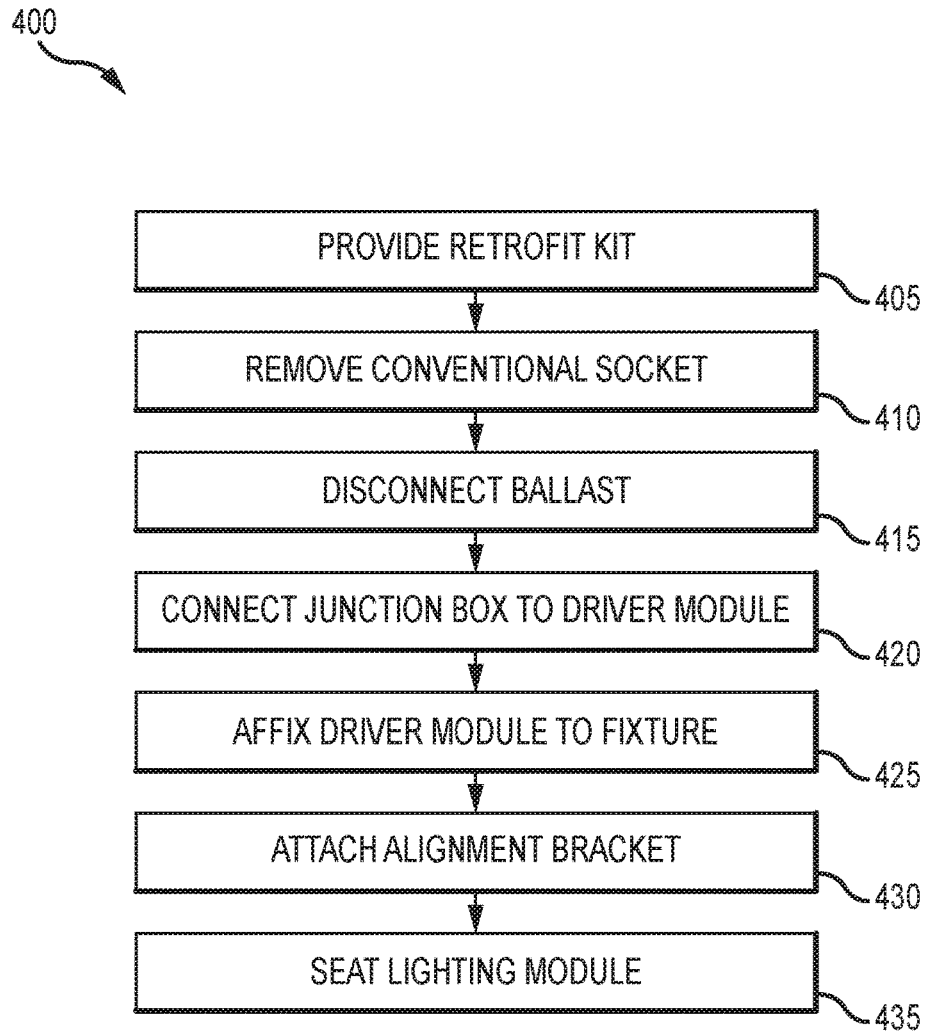 400
PROVIDE RETROFIT KIT
405
REMOVE CONVENTIONAL SOCKET
410
DISCONNECT BALLAST
415
CONNECT JUNCTION BOX TO DRIVER MODULE
420
AFFIX DRIVER MODULE TO FIXTURE
425
ATTACH ALIGNMENT BRACKET
430
SEAT LIGHTING MODULE
435